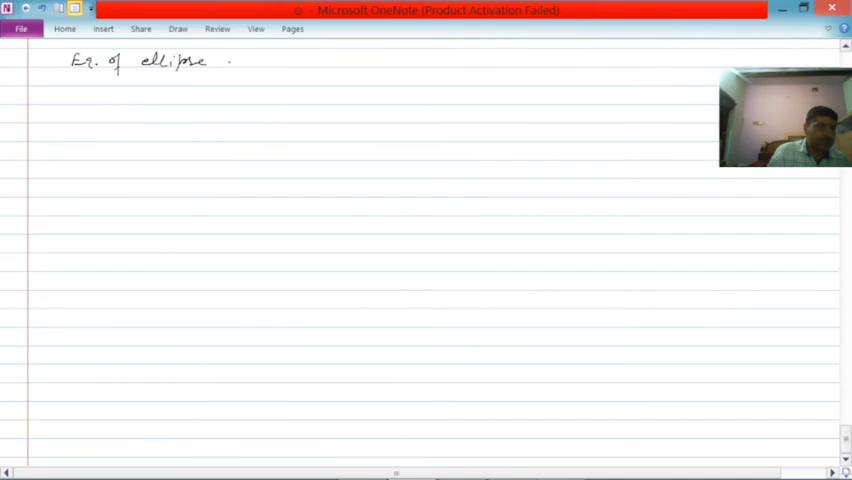 Microsoft OneNote (Product Activation Failed)
File Home Insert Share Draw Review View Pages
Eq. of ellipse